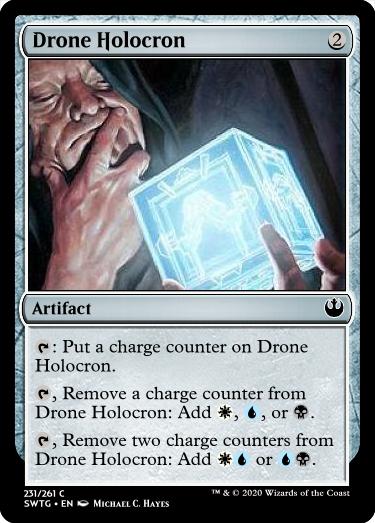 Drone Holocron 2
Artifact
: Put a charge counter on Drone
Holocron.
, Remove a charge counter from
Drone Holocron: Add , , or .
, Remove two charge counters from
Drone Holocron: Add or .
231/261 C
SWTG • EN MICHAEL C. HAYES
™ & © 2020 Wizards of the Coast